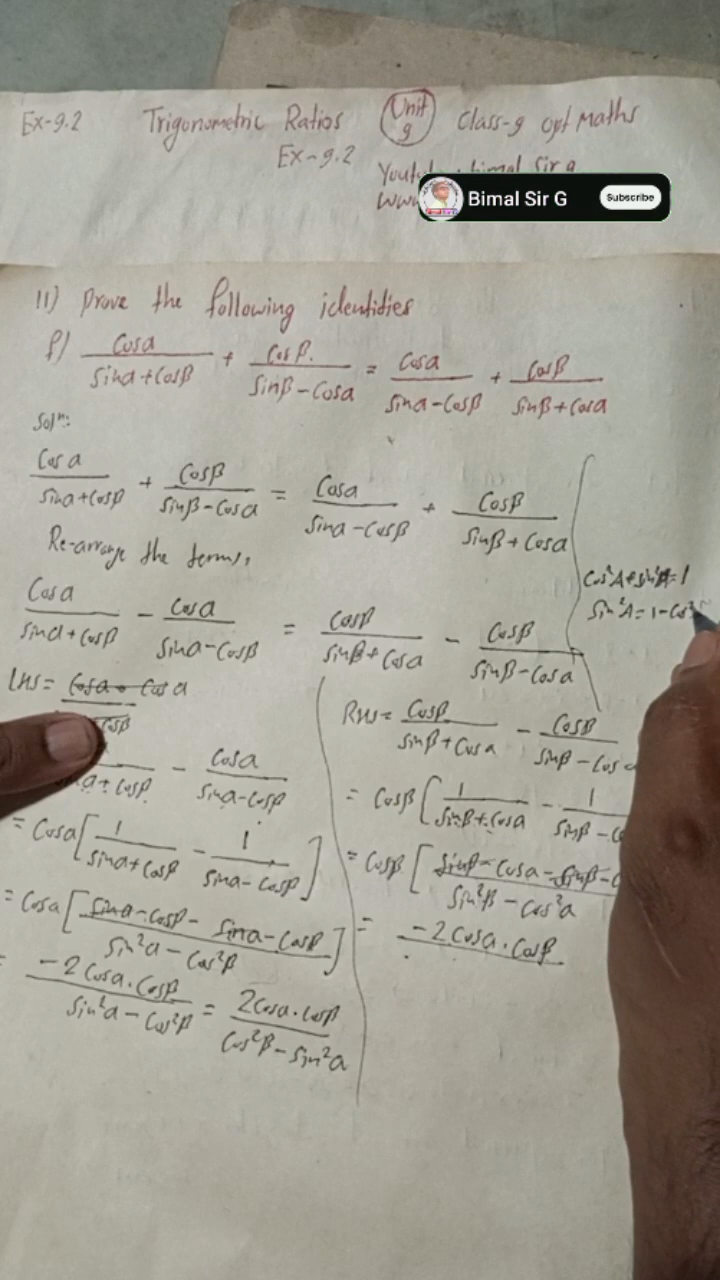 Ex-9.2 Trigonometric Ratios Unit 9 Class-9 opt Maths
Ex-9.2
Bimal Sir G Subscribe
11) Prove the following identities
f) Cosα/(Sinα+Cosβ) + Cosβ/(Sinβ-Cosα) = Cosα/(Sinα-Cosβ) + Cosβ/(Sinβ+Cosα)
Solⁿ:
Cosα/(Sinα+Cosβ) + Cosβ/(Sinβ-Cosα) = Cosα/(Sinα-Cosβ) + Cosβ/(Sinβ+Cosα)
Re-arrange the terms,
Cosα/(Sinα+Cosβ) - Cosα/(Sinα-Cosβ) = Cosβ/(Sinβ+Cosα) - Cosβ/(Sinβ-Cosα)
LHS =
- Cosα/(Sinα-Cosβ)
= Cosα[1/(Sinα+Cosβ) - 1/(Sinα-Cosβ)]
= Cosα[(Sinα-Cosβ-Sinα-Cosβ)/(Sin²α-Cos²β)]
-2Cosα.Cosβ/(Sin²α-Cos²β) = 2Cosα.Cosβ/(Cos²β-Sin²α)
RHS = Cosβ/(Sinβ+Cosα) - Cosβ/(Sinβ-Cosα
= Cosβ[1/(Sinβ+Cosα) - 1/(Sinβ-C
= Cosβ[(Sinβ-Cosα-Sinβ-C /(Sin²β-Cos²α)
= -2Cosα.Cosβ
Cos²A+Sin²A=1
Sin²A=1-Cos²